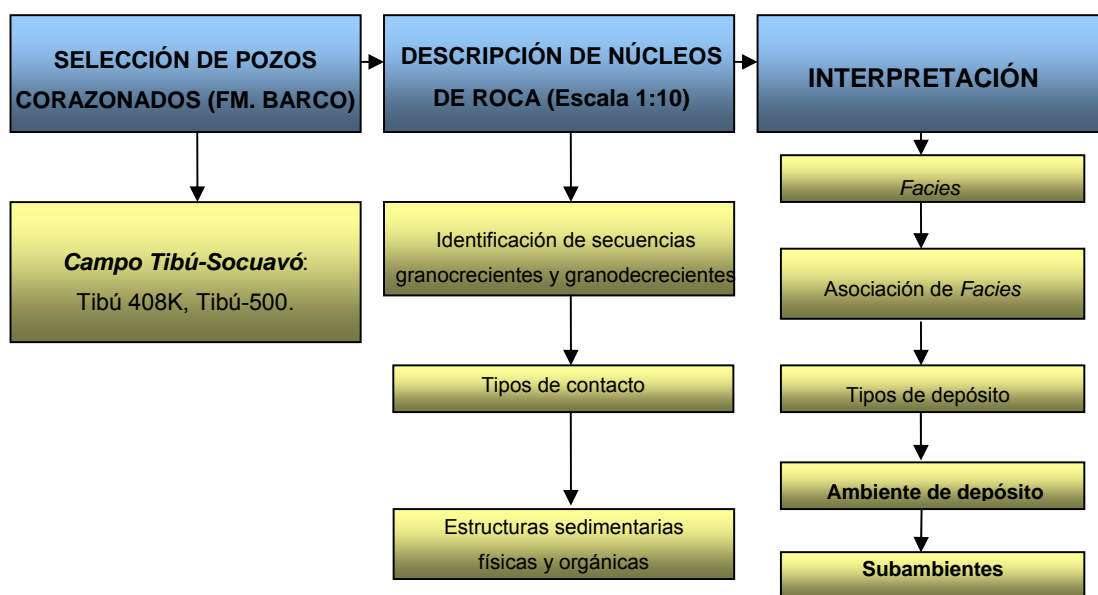 SELECCIÓN DE POZOS
CORAZONADOS (FM. BARCO)
DESCRIPCIÓN DE NÚCLEOS
DE ROCA (Escala 1:10)
INTERPRETACIÓN
Campo Tibú-Socuavó:
Tibú 408K, Tibú-500.
Identificación de secuencias
granocrecientes y granodecrecientes
Tipos de contacto
Estructuras sedimentarias
físicas y orgánicas
Facies
Asociación de Facies
Tipos de depósito
Ambiente de depósito
Subambientes